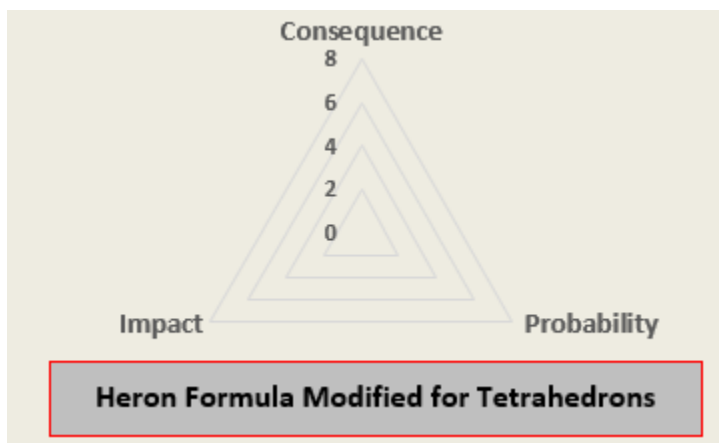 Consequence
8
6
4
2
0
Impact
Probability
Heron Formula Modified for Tetrahedrons